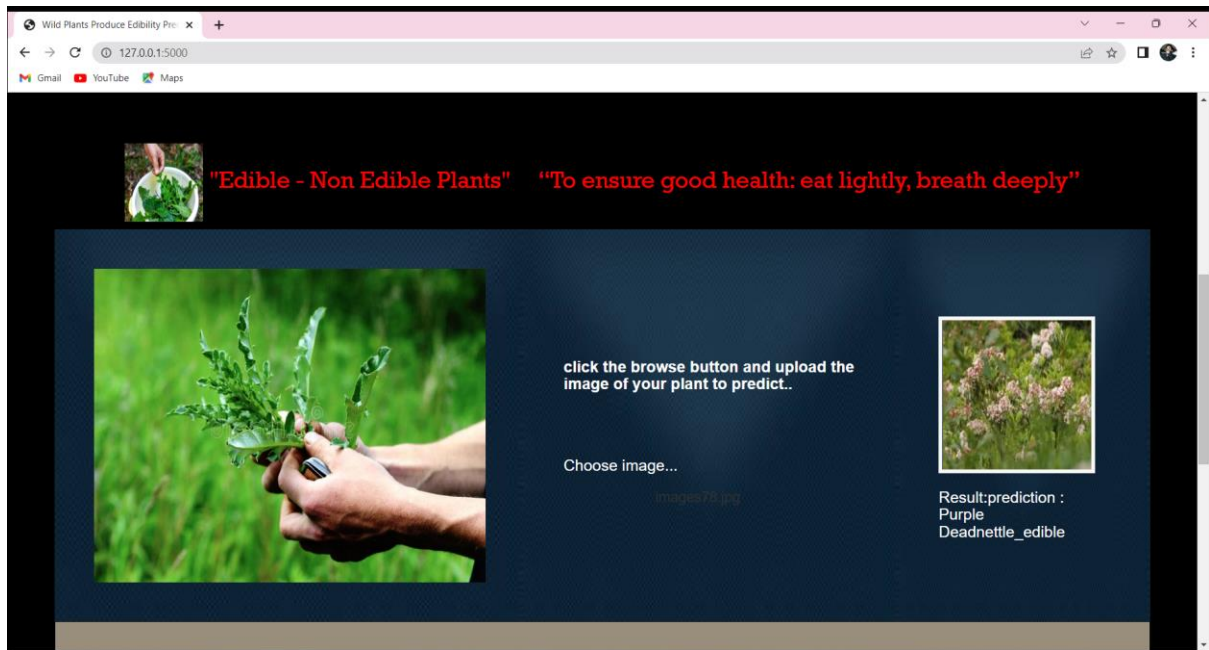 Wild Plants Produce Edibility Pre
127.0.0.1:5000
Gmail YouTube Maps
"Edible - Non Edible Plants" “To ensure good health: eat lightly, breath deeply”
click the browse button and upload the
image of your plant to predict..
Choose image...
images78.jpg
Result:prediction :
Purple
Deadnettle_edible